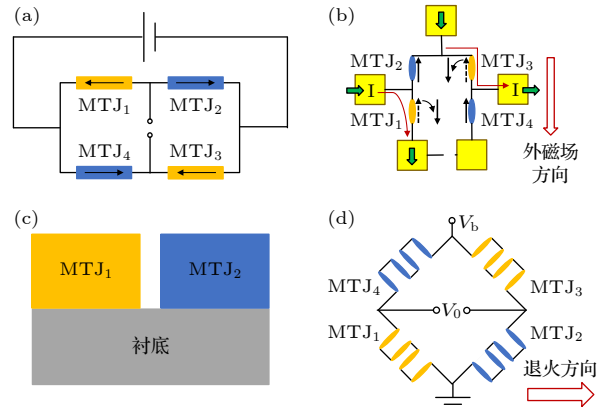 (a)
MTJ₁
MTJ₂
MTJ₄
MTJ₃
(b)
MTJ₂
MTJ₃
I
I
MTJ₁
MTJ₄
外磁场
方向
(c)
MTJ₁
MTJ₂
衬底
(d)
V_b
MTJ₄
MTJ₃
V₀
MTJ₁
MTJ₂
退火方向